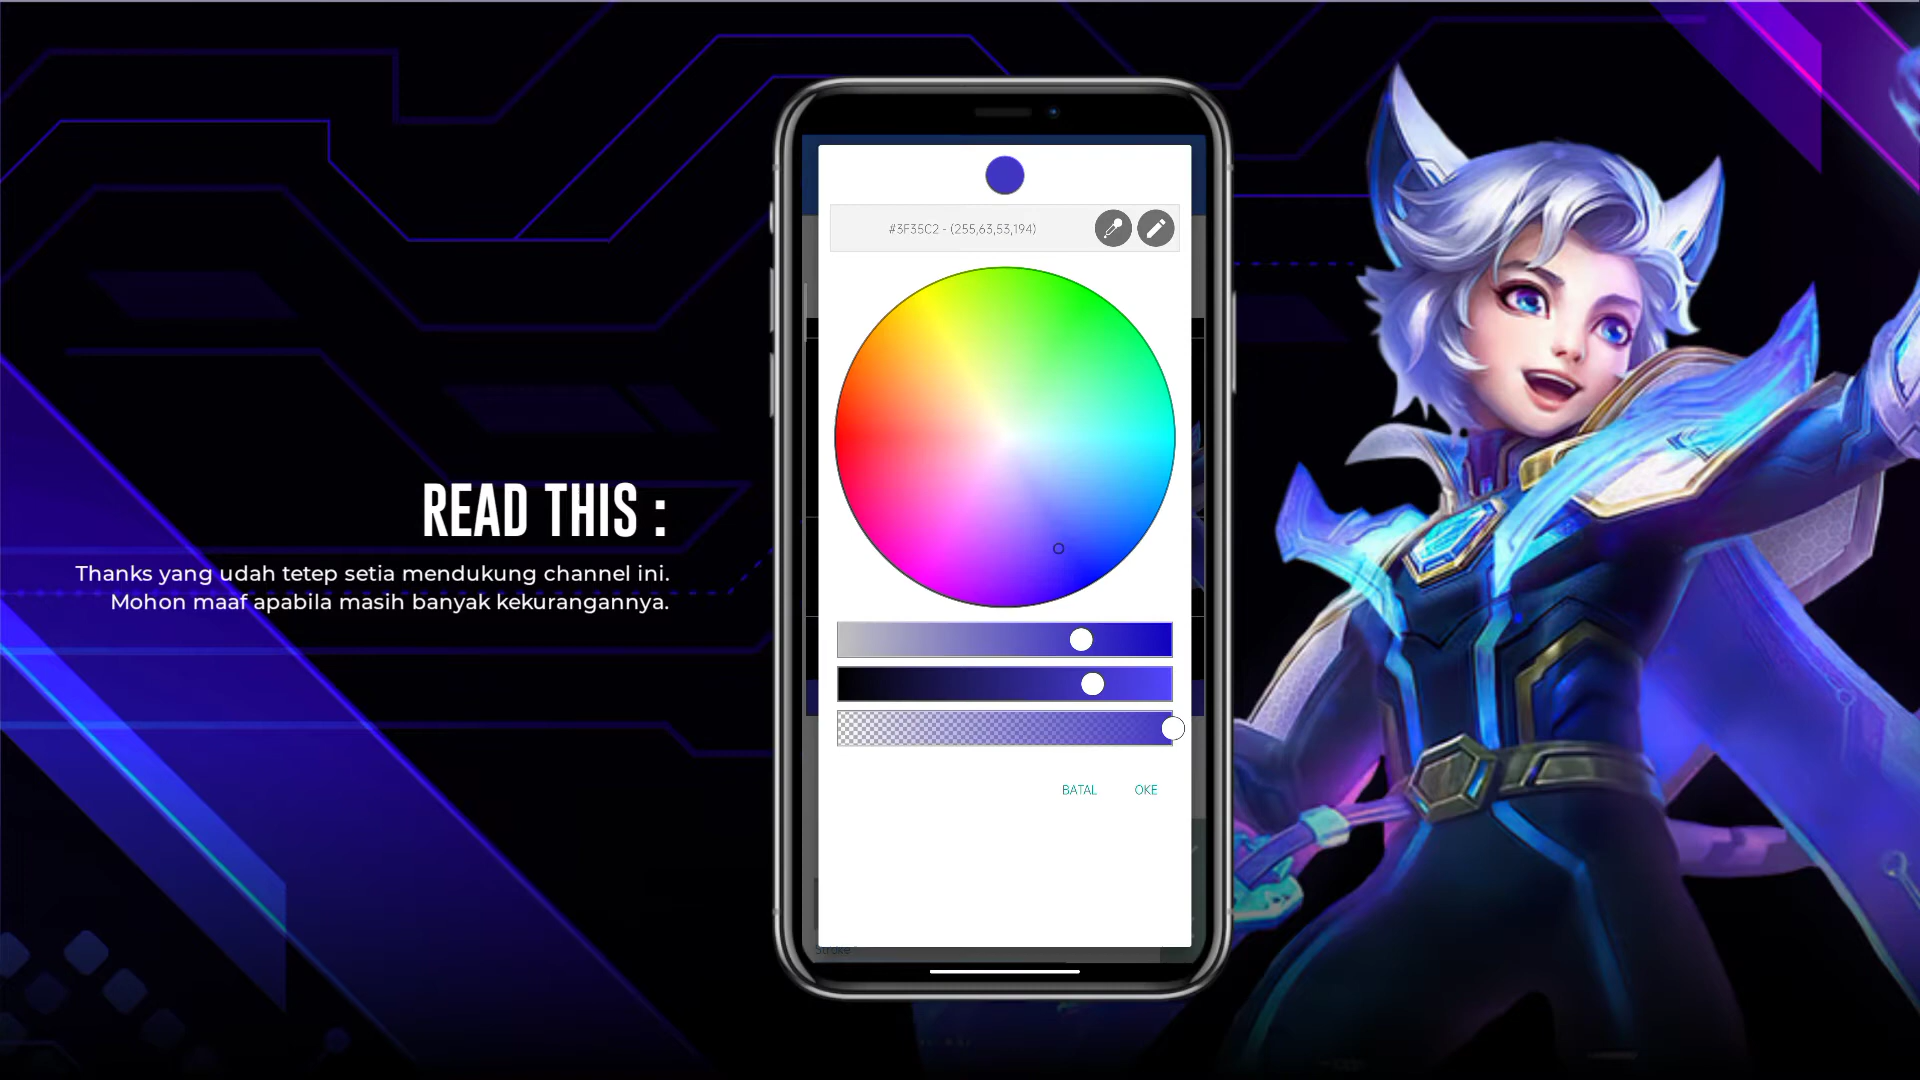 READ THIS :
Thanks yang udah tetep setia mendukung channel ini.
Mohon maaf apabila masih banyak kekurangannya.
#3F35C2 - (255,63,53,194)
BATAL OKE
Stroke